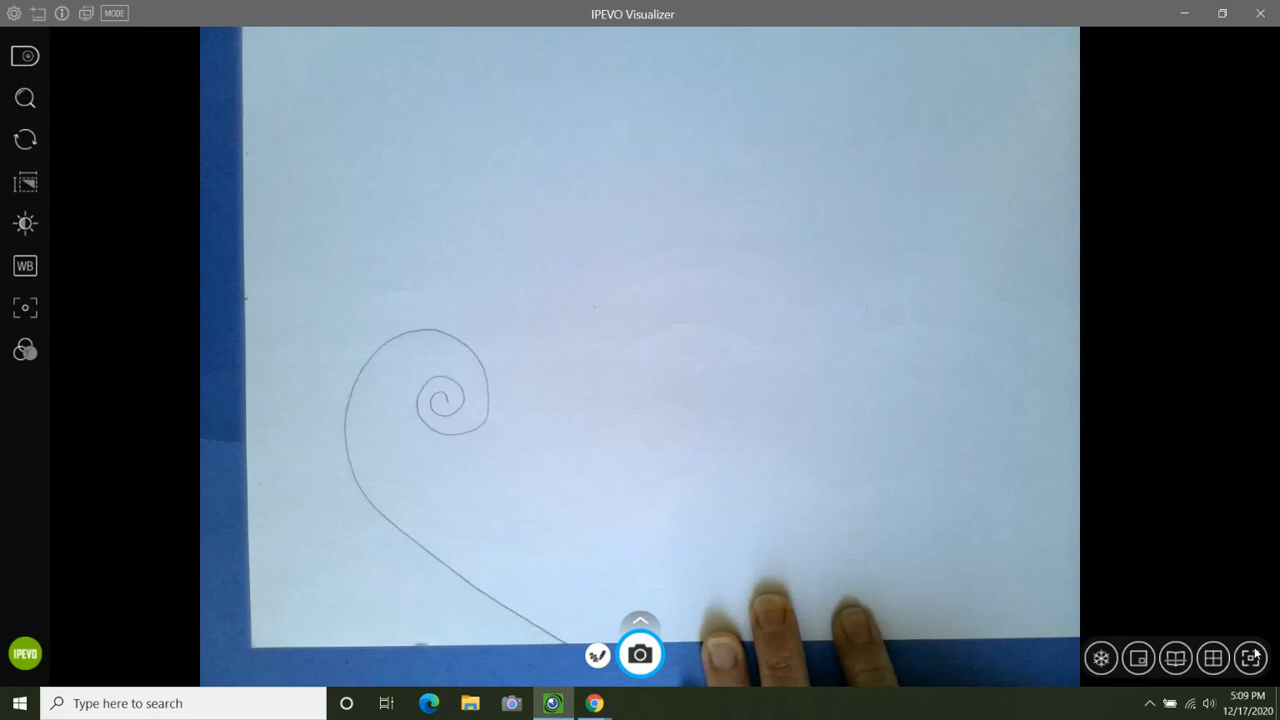 MODE
IPEVO Visualizer
WB
IPEVO
Type here to search
5:09 PM
12/17/2020